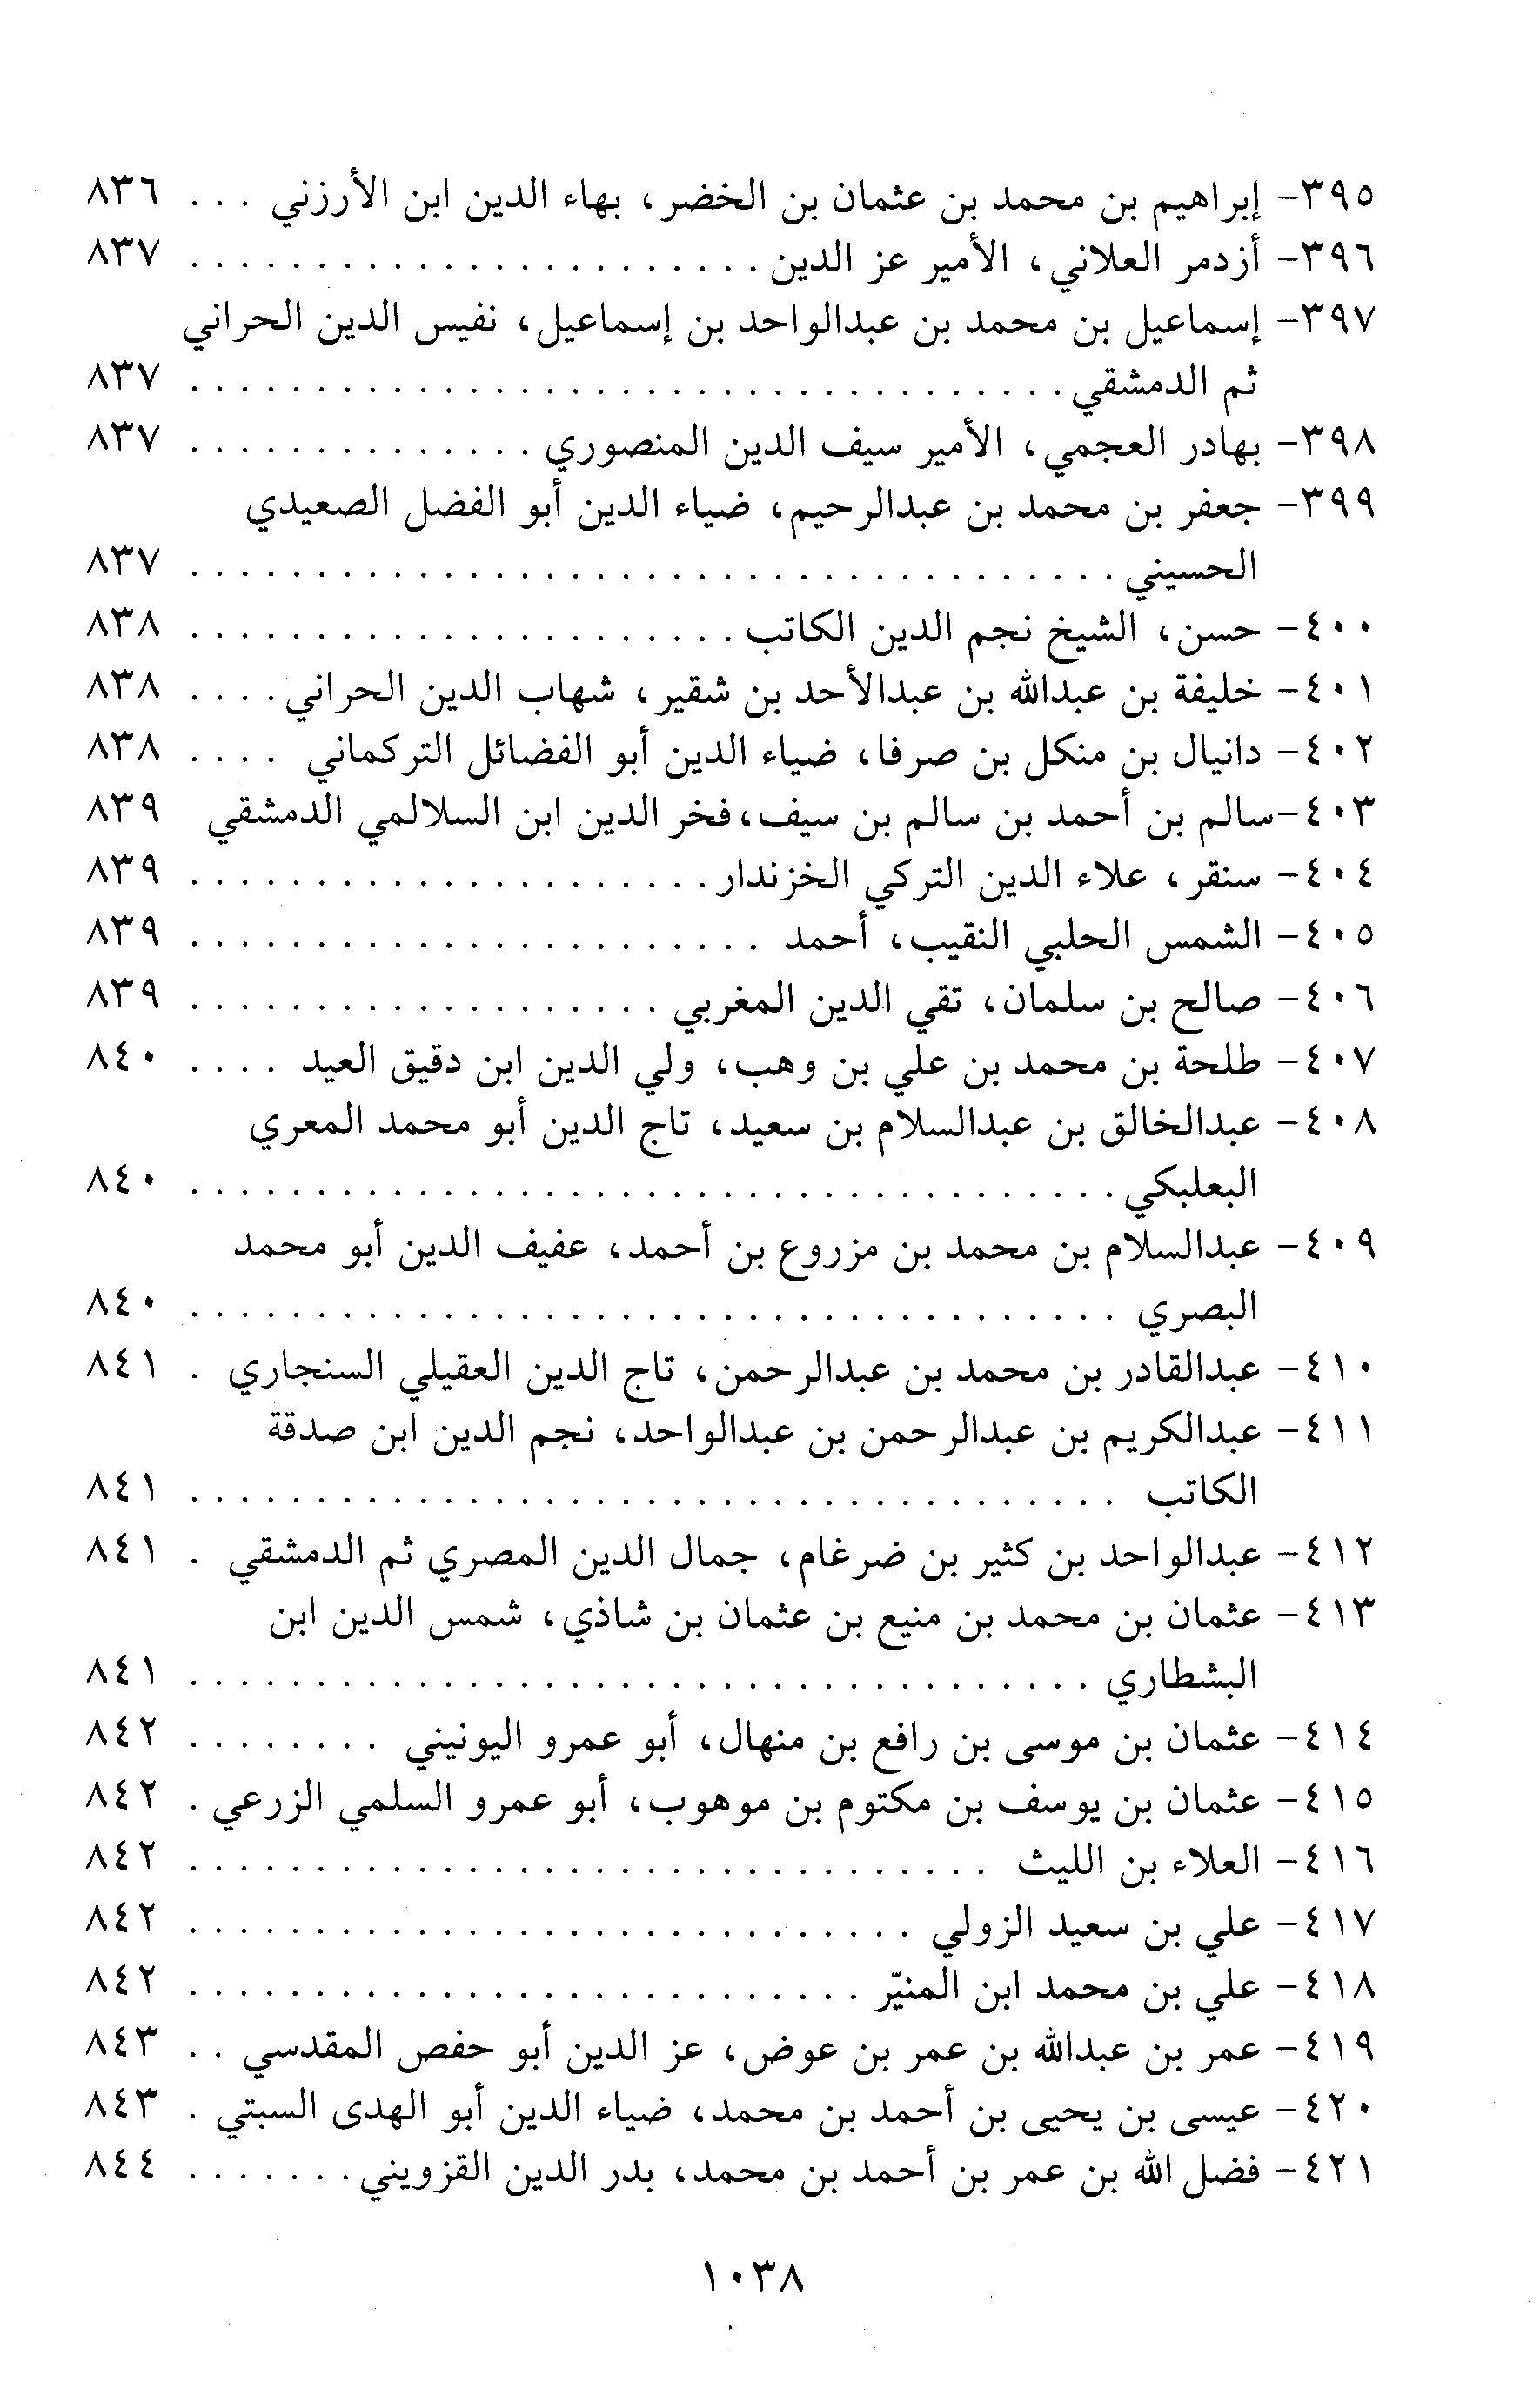 ٣٩٥- إبراهيم بن محمد بن عثمان بن الخضر، بهاء الدين ابن الأرزني . . . ٨٣٦
٣٩٦- أزدمر العلاني، الأمير عز الدين . . . . . . . . . . . . . . . . . . . . . . . ٨٣٧
٣٩٧- إسماعيل بن محمد بن عبدالواحد بن إسماعيل، نفيس الدين الحراني
ثم الدمشقي . . . . . . . . . . . . . . . . . . . . . . . . . . . . . . . . . . . ٨٣٧
٣٩٨- بهادر العجمي، الأمير سيف الدين المنصوري . . . . . . . . . . . . . . ٨٣٧
٣٩٩- جعفر بن محمد بن عبدالرحيم، ضياء الدين أبو الفضل الصعيدي
الحسيني . . . . . . . . . . . . . . . . . . . . . . . . . . . . . . . . . . . . . ٨٣٧
٤٠٠- حسن، الشيخ نجم الدين الكاتب . . . . . . . . . . . . . . . . . . . . . . ٨٣٨
٤٠١- خليفة بن عبدالله بن عبدالأحد بن شقير، شهاب الدين الحراني . . . . ٨٣٨
٤٠٢- دانيال بن منكل بن صرفا، ضياء الدين أبو الفضائل التركماني . . . . ٨٣٨
٤٠٣-سالم بن أحمد بن سالم بن سيف،فخر الدين ابن السلالمي الدمشقي ٨٣٩
٤٠٤- سنقر، علاء الدين التركي الخزندار . . . . . . . . . . . . . . . . . . . . . ٨٣٩
٤٠٥- الشمس الحلبي النقيب، أحمد . . . . . . . . . . . . . . . . . . . . . . . ٨٣٩
٤٠٦- صالح بن سلمان، تقي الدين المغربي . . . . . . . . . . . . . . . . . . . ٨٣٩
٤٠٧- طلحة بن محمد بن علي بن وهب، ولي الدين ابن دقيق العيد . . . . ٨٤٠
٤٠٨- عبدالخالق بن عبدالسلام بن سعيد، تاج الدين أبو محمد المعري
البعلبكي . . . . . . . . . . . . . . . . . . . . . . . . . . . . . . . . . . . . . ٨٤٠
٤٠٩- عبدالسلام بن محمد بن مزروع بن أحمد، عفيف الدين أبو محمد
البصري . . . . . . . . . . . . . . . . . . . . . . . . . . . . . . . . . . . . . ٨٤٠
٤١٠- عبدالقادر بن محمد بن عبدالرحمن، تاج الدين العقيلي السنجاري . ٨٤١
٤١١- عبدالكريم بن عبدالرحمن بن عبدالواحد، نجم الدين ابن صدقة
الكاتب . . . . . . . . . . . . . . . . . . . . . . . . . . . . . . . . . . . . . ٨٤١
٤١٢- عبدالواحد بن كثير بن ضرغام، جمال الدين المصري ثم الدمشقي . ٨٤١
٤١٣- عثمان بن محمد بن منيع بن عثمان بن شاذي، شمس الدين ابن
البشطاري . . . . . . . . . . . . . . . . . . . . . . . . . . . . . . . . . . . . ٨٤١
٤١٤- عثمان بن موسى بن رافع بن منهال، أبو عمرو اليونيني . . . . . . . . ٨٤٢
٤١٥- عثمان بن يوسف بن مكتوم بن موهوب، أبو عمرو السلمي الزرعي . ٨٤٢
٤١٦- العلاء بن الليث . . . . . . . . . . . . . . . . . . . . . . . . . . . . . . . . ٨٤٢
٤١٧- علي بن سعيد الزولي . . . . . . . . . . . . . . . . . . . . . . . . . . . . . ٨٤٢
٤١٨- علي بن محمد ابن المنيّر . . . . . . . . . . . . . . . . . . . . . . . . . . . ٨٤٢
٤١٩- عمر بن عبدالله بن عمر بن عوض، عز الدين أبو حفص المقدسي . . ٨٤٣
٤٢٠- عيسى بن يحيى بن أحمد بن محمد، ضياء الدين أبو الهدى السبتي . ٨٤٣
٤٢١- فضل الله بن عمر بن أحمد بن محمد، بدر الدين القزويني . . . . . . . ٨٤٤
١٠٣٨